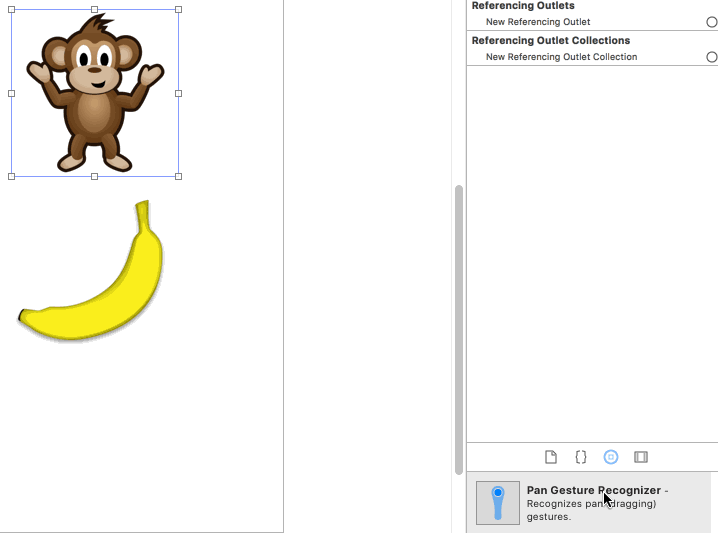 Referencing Outlets
New Referencing Outlet
Referencing Outlet Collections
New Referencing Outlet Collection
{}
Pan Gesture Recognizer -
Recognizes pan (dragging)
gestures.